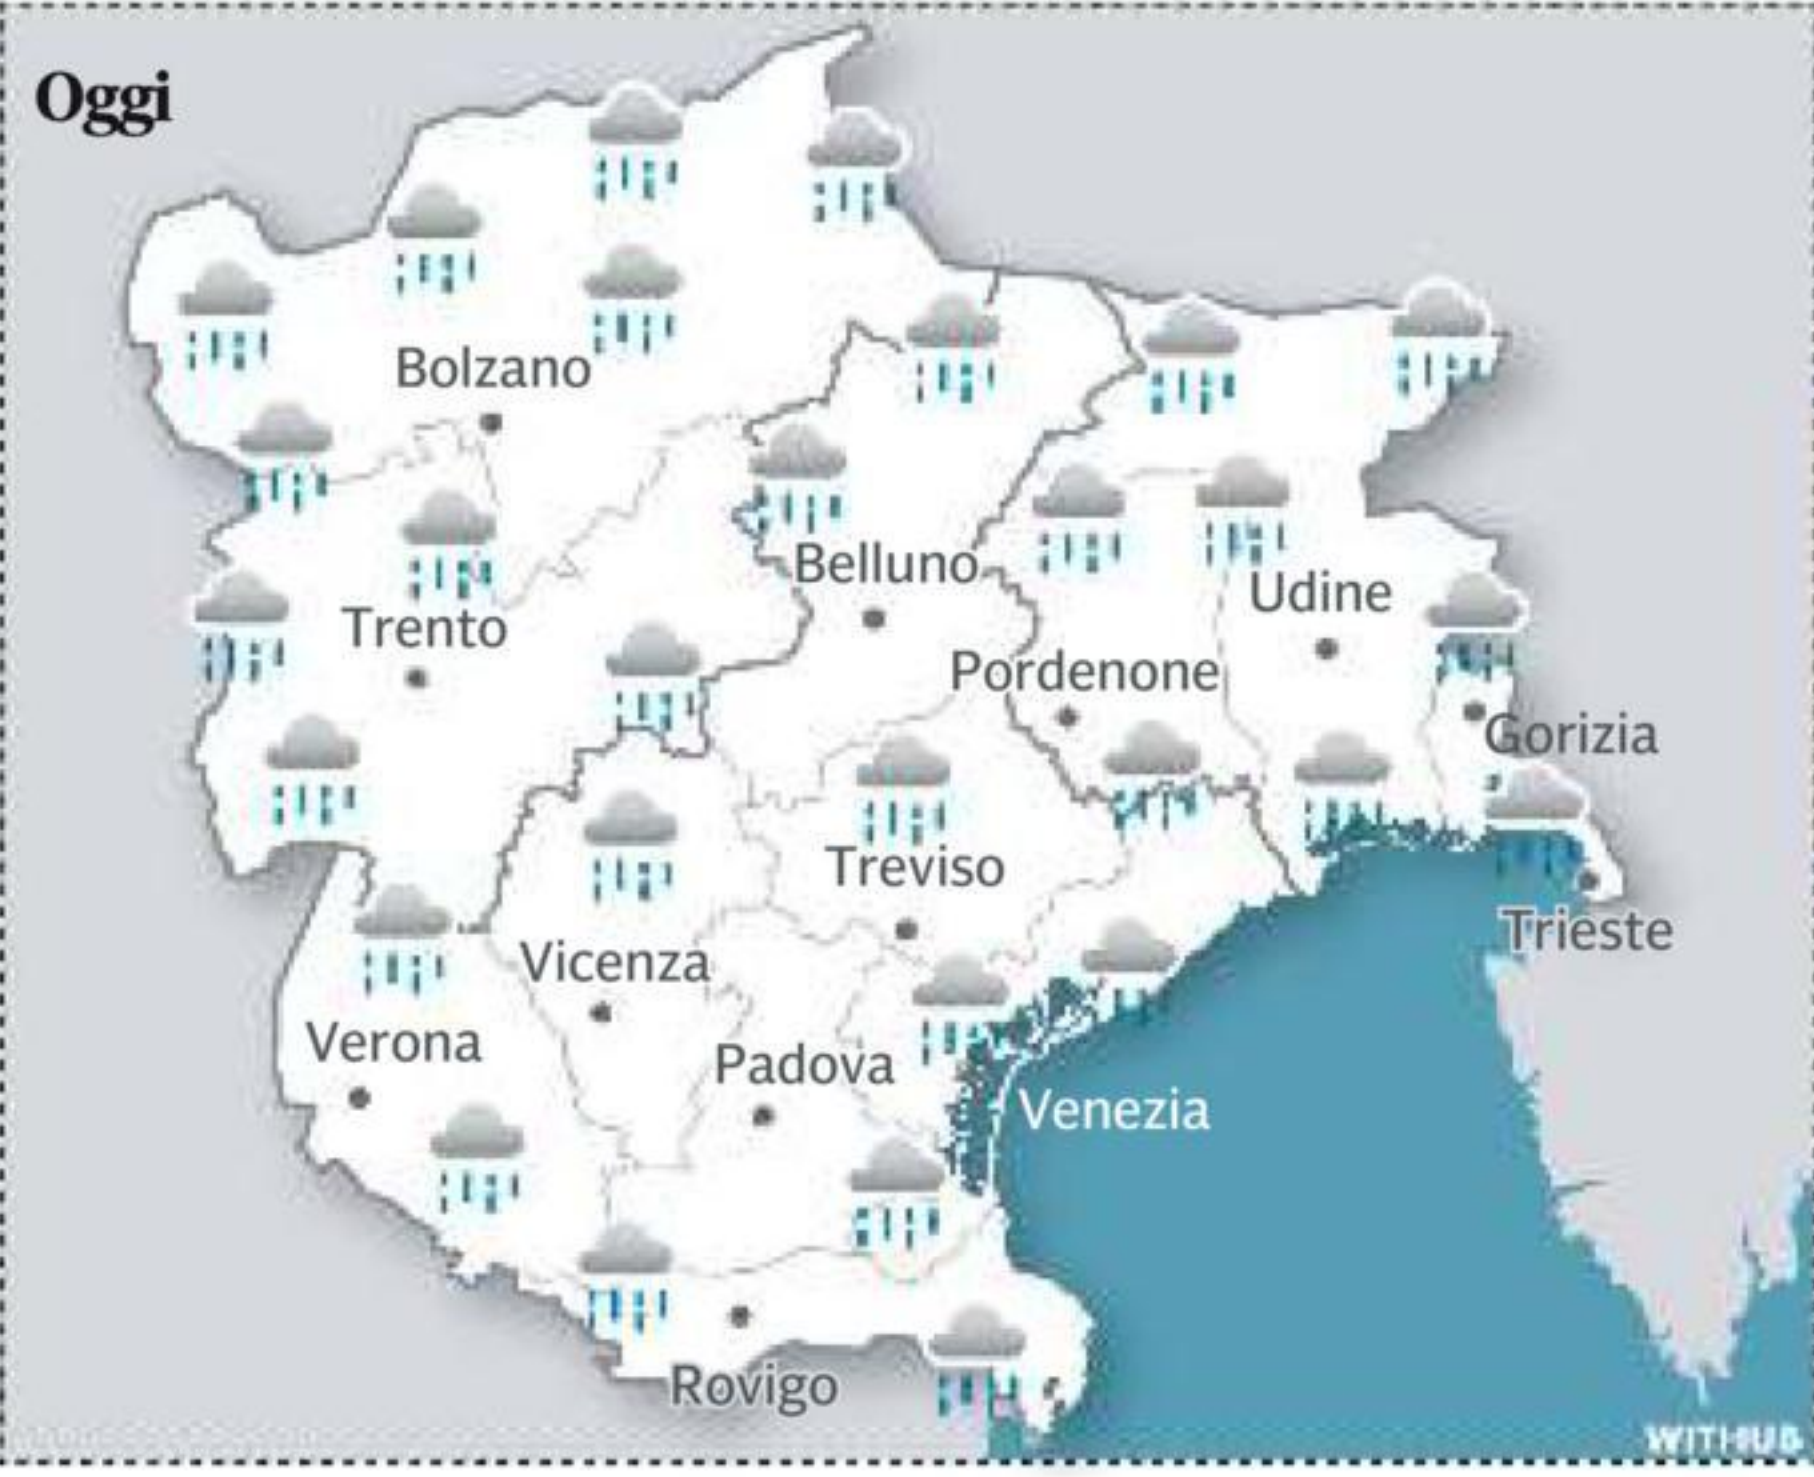 Oggi
Bolzano
Belluno
Udine
Trento
Pordenone
Gorizia
Treviso
Trieste
Vicenza
Verona
Padova
Venezia
Rovigo
WITHUB